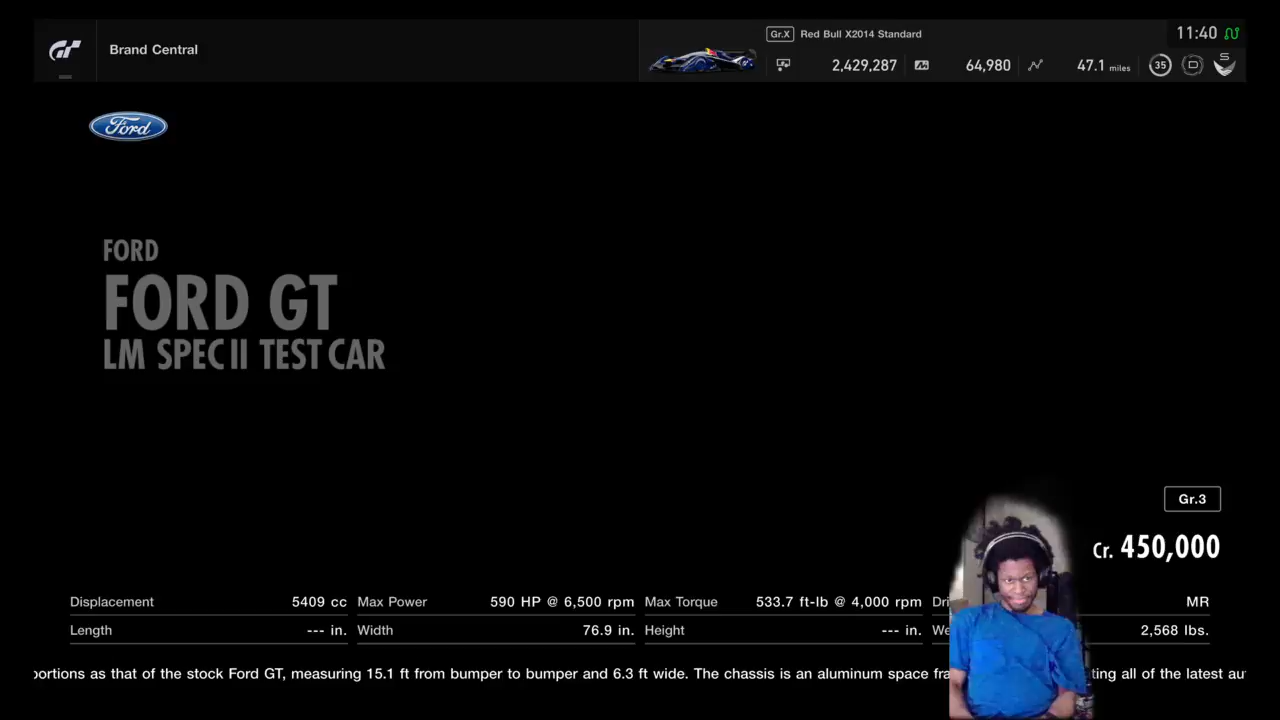 Brand Central
Gr.X Red Bull X2014 Standard
11:40
2,429,287
64,980
47.1 miles
35
D
S
Ford
FORD
FORD GT
LM SPEC II TEST CAR
Gr.3
Cr. 450,000
Displacement 5409 cc Max Power 590 HP @ 6,500 rpm Max Torque 533.7 ft-lb @ 4,000 rpm MR
Length --- in. Width 76.9 in. Height --- in. 2,568 lbs.
portions as that of the stock Ford GT, measuring 15.1 ft from bumper to bumper and 6.3 ft wide. The chassis is an aluminum space all of the latest